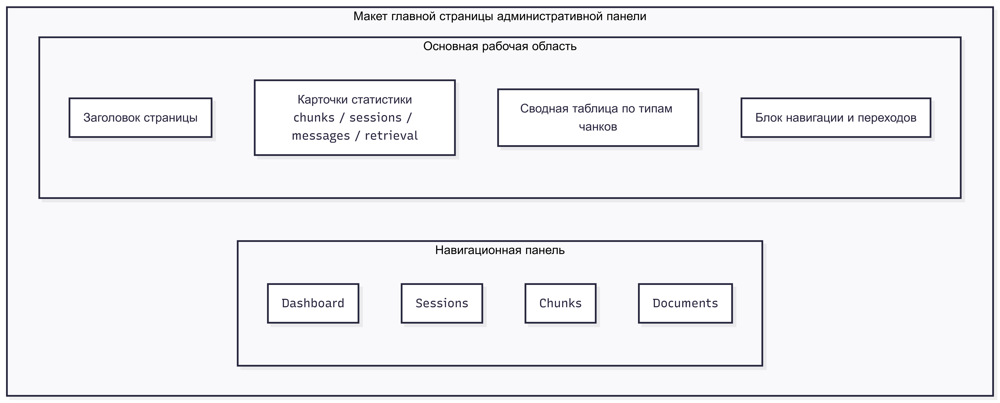 Макет главной страницы административной панели
Основная рабочая область
Заголовок страницы
Карточки статистики
chunks / sessions /
messages / retrieval
Сводная таблица по типам
чанков
Блок навигации и переходов
Навигационная панель
Dashboard
Sessions
Chunks
Documents